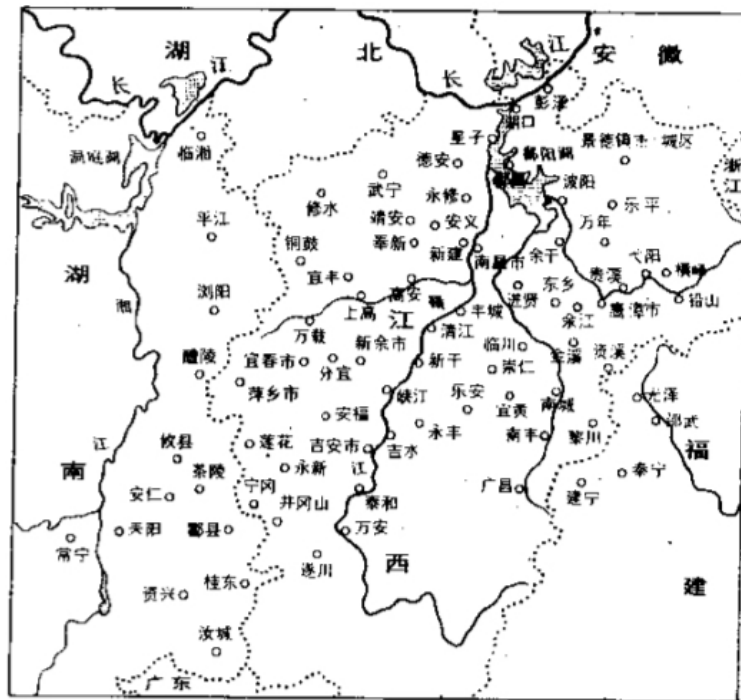 湖
北
江
安
徽
长
江
长
彭泽
湖口
星子
临湘
景德镇市
城区
洞庭湖
德安
鄱阳湖
浙
江
武宁
都昌
修水
永修
波阳
乐平
平江
靖安
安义
万年
铜鼓
奉新
新建
南昌市
余干
弋阳
横峰
湖
宜丰
贵溪
湘
浏阳
高安
进贤
东乡
上高
赣
丰城
余江
鹰潭市
铅山
万载
江
清江
新余市
临川
金溪
资溪
醴陵
宜春市
分宜
新干
崇仁
萍乡市
峡江
乐安
宜黄
南城
光泽
安福
邵武
江
攸县
莲花
吉安市
永丰
南丰
黎川
福
吉水
南
茶陵
永新
江
泰宁
安仁
宁冈
井冈山
泰和
广昌
建宁
酃县
万安
常宁
遂川
西
资兴
桂东
建
汝城
广东